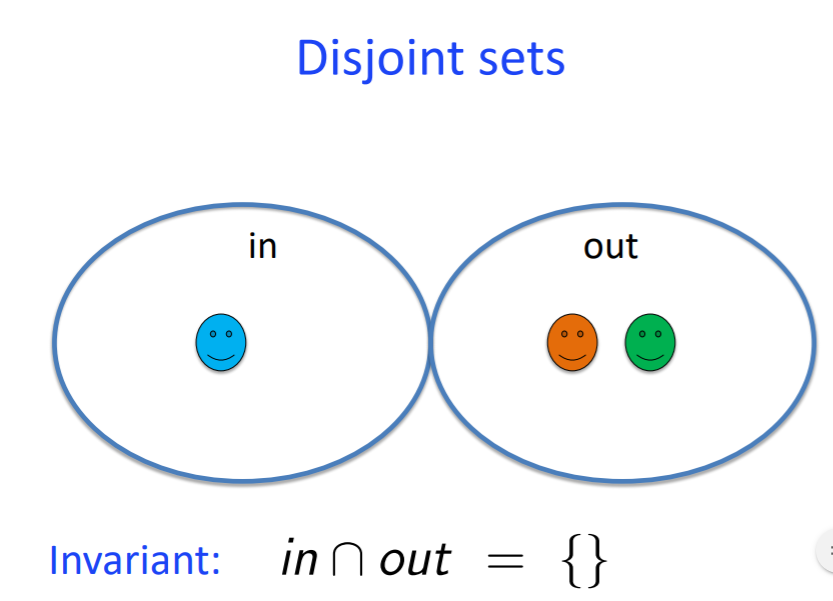 Disjoint sets
in out
Invariant: in ∩ out = {}